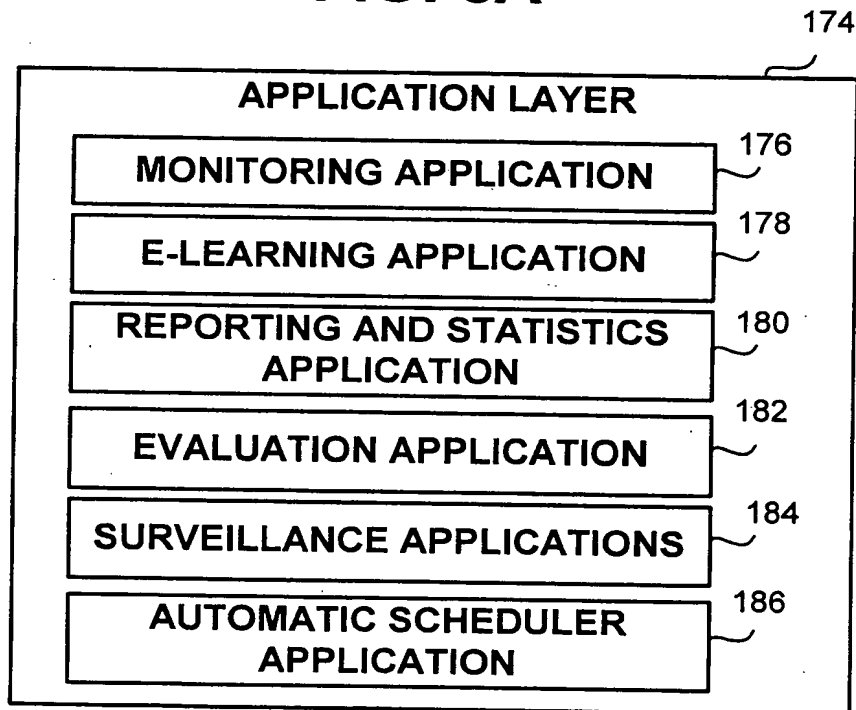 174
APPLICATION LAYER
MONITORING APPLICATION
176
E-LEARNING APPLICATION
178
REPORTING AND STATISTICS
APPLICATION
180
EVALUATION APPLICATION
182
SURVEILLANCE APPLICATIONS
184
AUTOMATIC SCHEDULER
APPLICATION
186